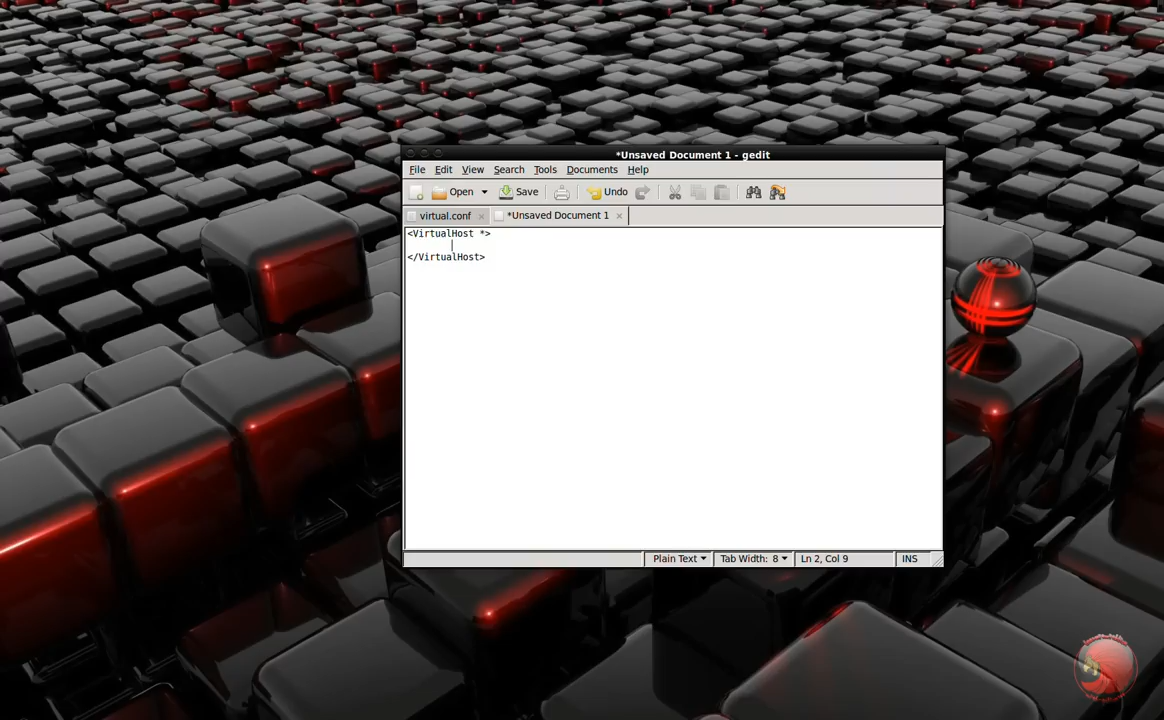 *Unsaved Document 1 - gedit
File Edit View Search Tools Documents Help
Open Save Undo
virtual.conf *Unsaved Document 1
<VirtualHost *>
</VirtualHost>
Plain Text Tab Width: 8 Ln 2, Col 9 INS